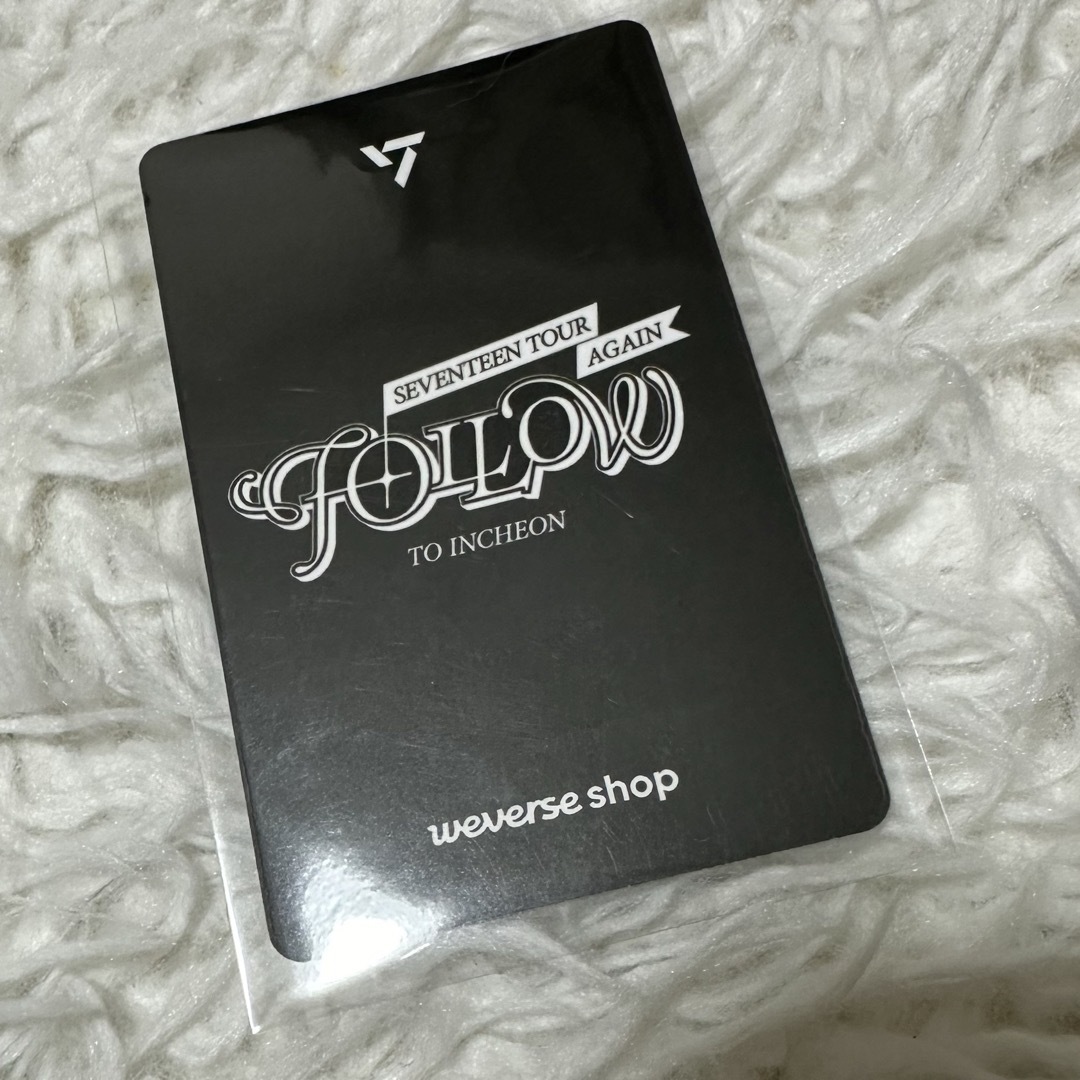 SEVENTEEN TOUR
AGAIN
FOLLOW
TO INCHEON
weverse shop